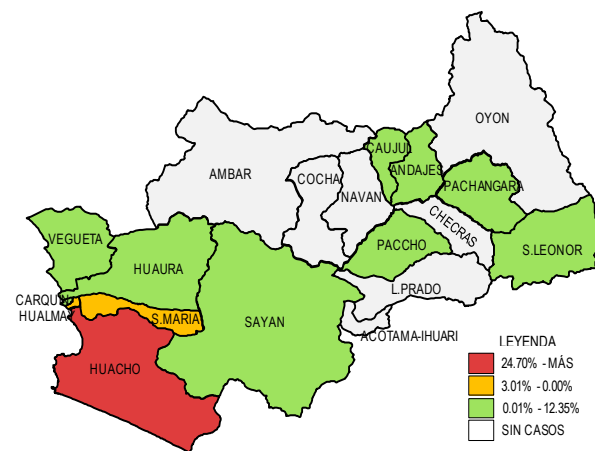 OYON
CAUJUL
ANDAJES
AMBAR
COCHA
NAVAN
PACHANGARA
CHECRAS
VEGUETA
HUAURA
PACCHO
S.LEONOR
L.PRADO
CARQUIN
HUALMA
S.MARIA
SAYAN
ACOTAMA-IHUARI
HUACHO
LEYENDA
24.70% - MÁS
3.01% - 0.00%
0.01% - 12.35%
SIN CASOS